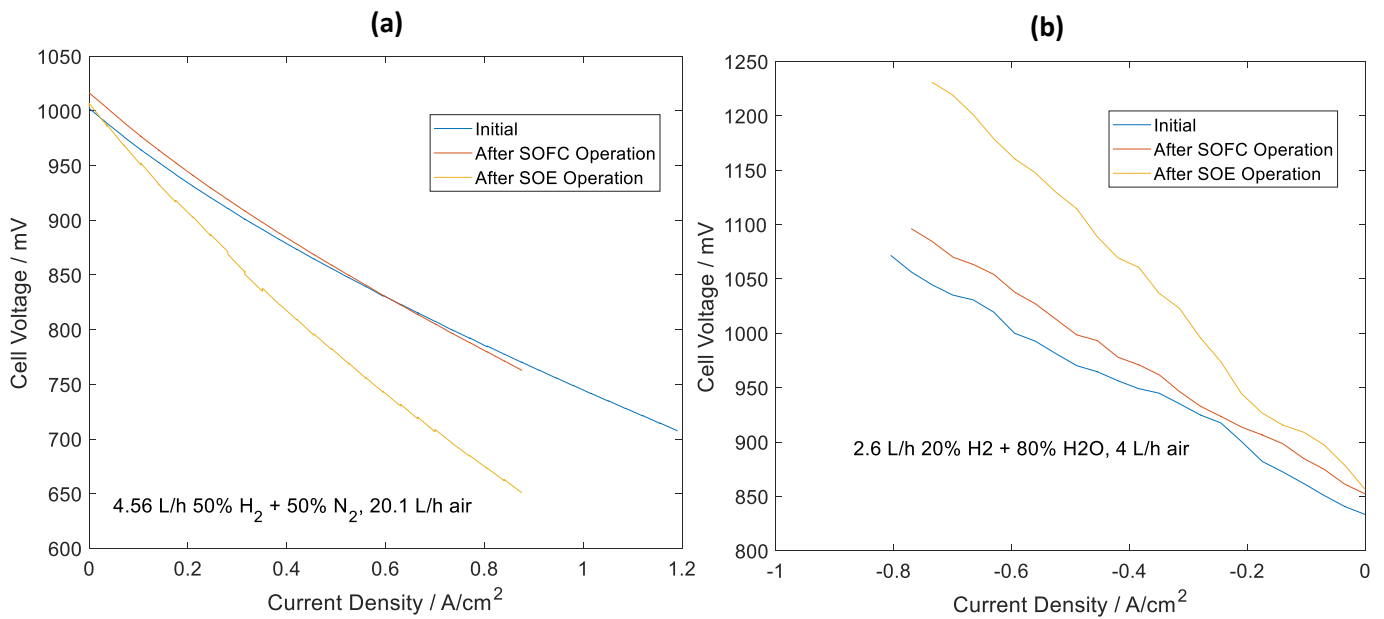 (a)
1050
1000
950
900
850
800
750
700
650
600
0
0.2
0.4
0.6
0.8
1
1.2
Cell Voltage / mV
Current Density / A/cm²
Initial
After SOFC Operation
After SOE Operation
4.56 L/h 50% H₂ + 50% N₂, 20.1 L/h air
(b)
1250
1200
1150
1100
1050
1000
950
900
850
800
-1
-0.8
-0.6
-0.4
-0.2
0
Cell Voltage / mV
Current Density / A/cm²
Initial
After SOFC Operation
After SOE Operation
2.6 L/h 20% H2 + 80% H2O, 4 L/h air